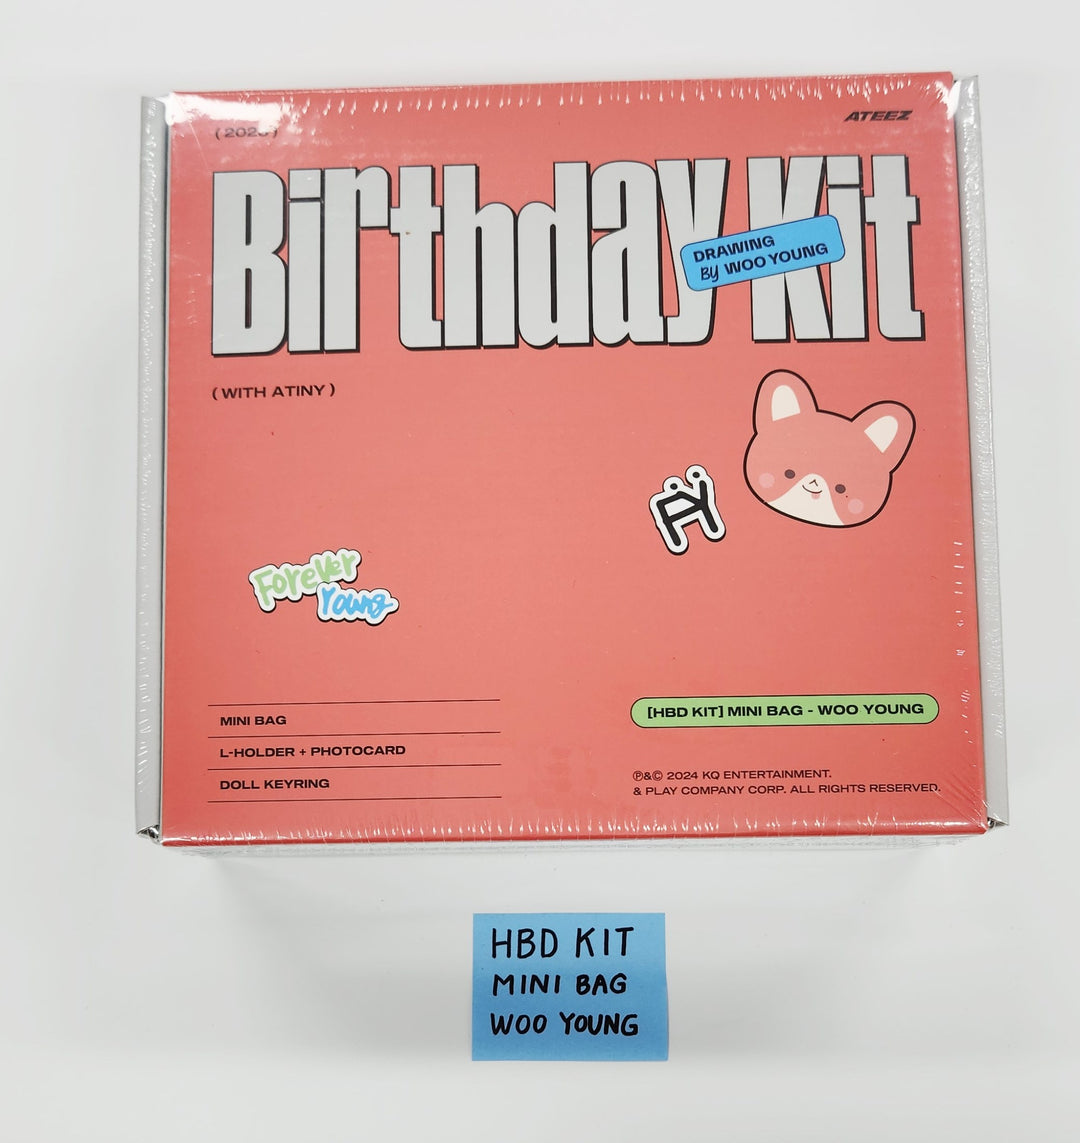 (2023)
ATEEZ
Birthday Kit
DRAWING
By WOO YOUNG
( WITH ATINY )
FY
Forever
Young
MINI BAG
L-HOLDER + PHOTOCARD
DOLL KEYRING
[HBD KIT] MINI BAG - WOO YOUNG
℗&© 2024 KQ ENTERTAINMENT.
& PLAY COMPANY CORP. ALL RIGHTS RESERVED.
HBD KIT
MINI BAG
WOO YOUNG